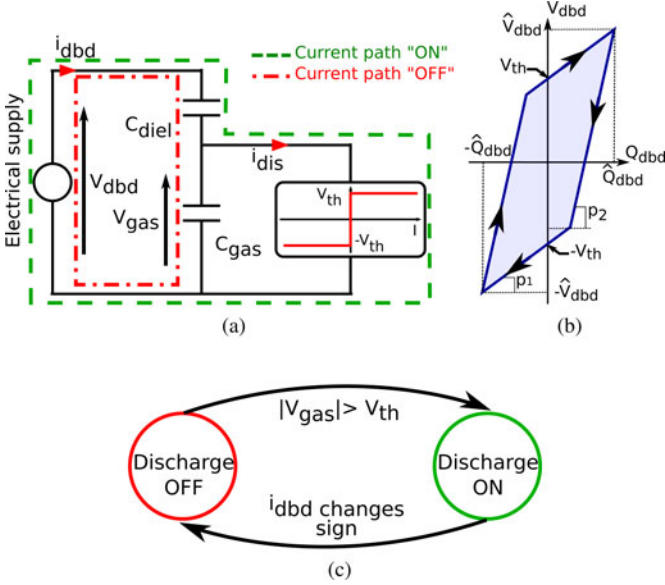 i_dbd
Current path "ON"
Current path "OFF"
Electrical supply
V_dbd
V_gas
C_diel
C_gas
i_dis
V_th
I
-V_th
(a)
V_dbd
V̂_dbd
V_th
-Q̂_dbd
Q_dbd
Q̂_dbd
p_2
-V_th
p_1
-V̂_dbd
(b)
|V_gas|> V_th
Discharge
OFF
Discharge
ON
i_dbd changes
sign
(c)